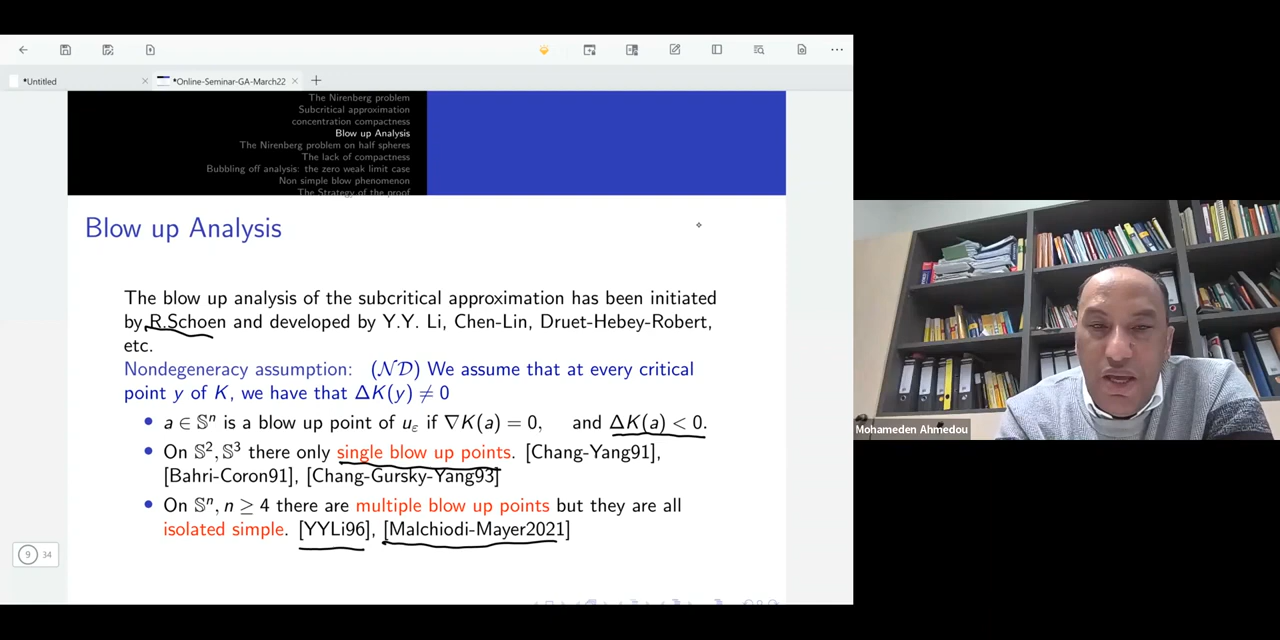 *Untitled
*Online-Seminar-GA-March22
The Nirenberg problem
Subcritical approximation
concentration compactness
Blow up Analysis
The Nirenberg problem on half spheres
The lack of compactness
Bubbling off analysis: the zero weak limit case
Non simple blow phenomenon
The Strategy of the proof
Blow up Analysis
The blow up analysis of the subcritical approximation has been initiated
by R.Schoen and developed by Y.Y. Li, Chen-Lin, Druet-Hebey-Robert,
etc.
Nondegeneracy assumption: (𝒩𝒟) We assume that at every critical
point y of K, we have that ΔK(y) ≠ 0
• a ∈ 𝕊ⁿ is a blow up point of u_ε if ∇K(a) = 0, and ΔK(a) < 0.
• On 𝕊², 𝕊³ there only single blow up points. [Chang-Yang91],
[Bahri-Coron91], [Chang-Gursky-Yang93]
• On 𝕊ⁿ, n ≥ 4 there are multiple blow up points but they are all
isolated simple. [YYLi96], [Malchiodi-Mayer2021]
9 34
Mohameden Ahmedou